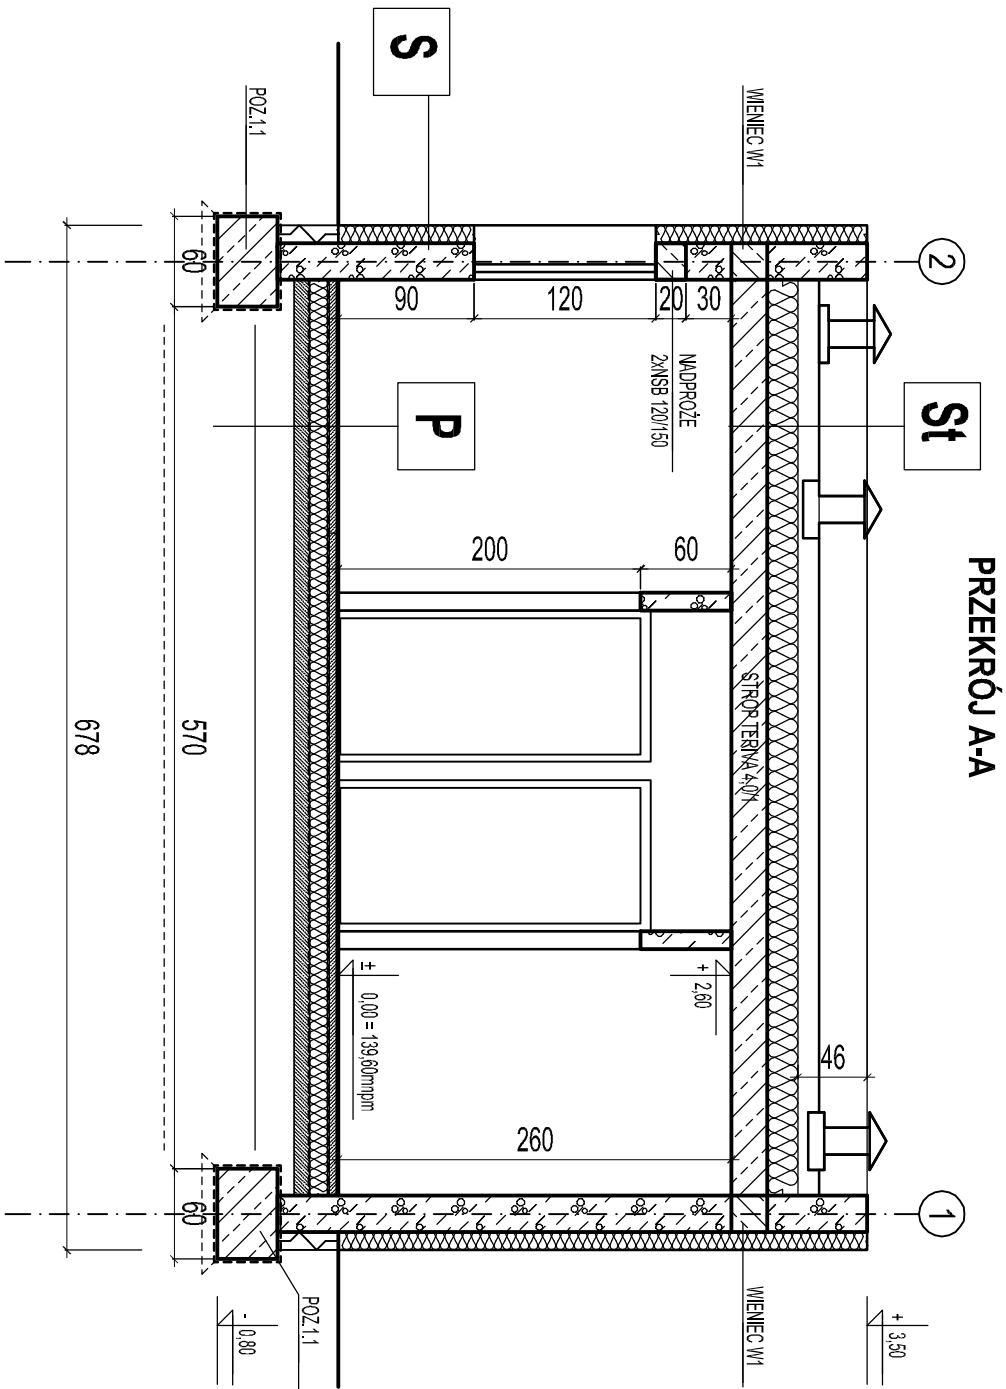 PRZEKRÓJ A-A
2
1
WIENIEC W1
WIENIEC W1
+ 3,50
St
46
STROP TERIVA 4,0/1
+ 2,60
NADPROŻE
2xNSB 120/150
30
20
120
90
60
200
260
S
P
± 0,00 = 139,60mnpm
POZ.1.1
POZ.1.1
- 0,80
60
570
60
678